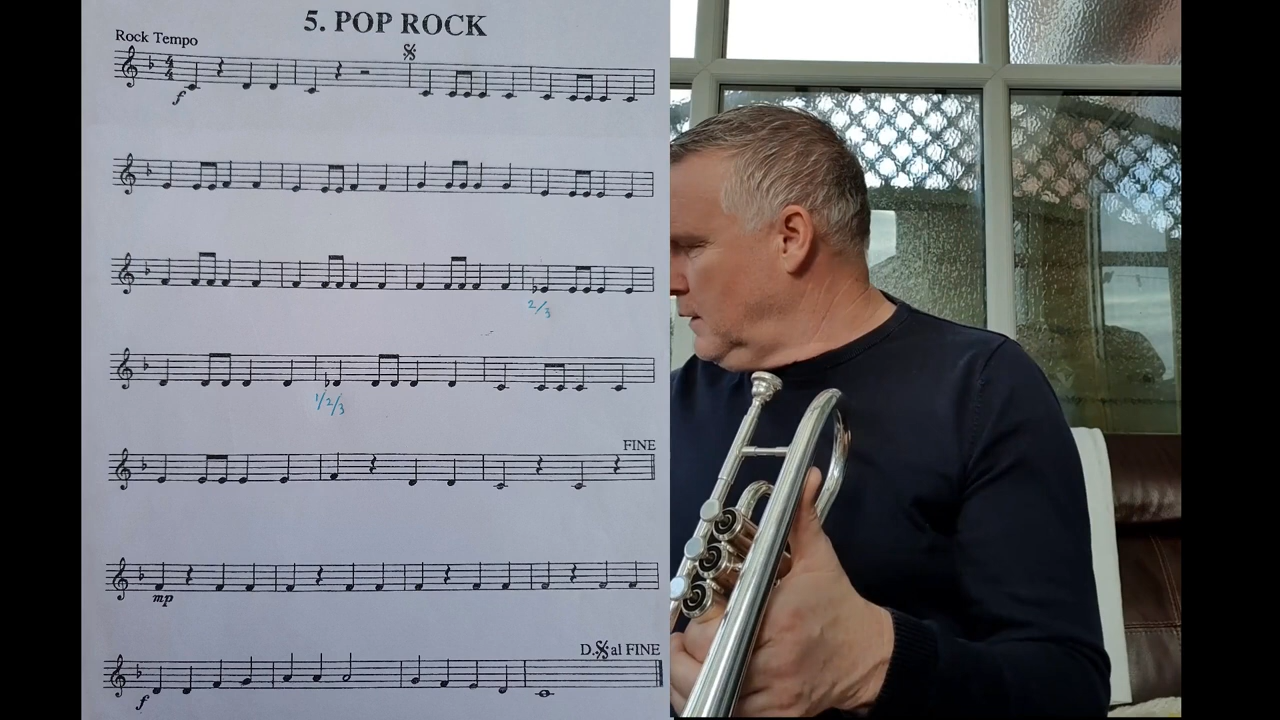 5. POP ROCK
Rock Tempo
f
2/3
1/2/3
FINE
mp
D.𝄋al FINE
f